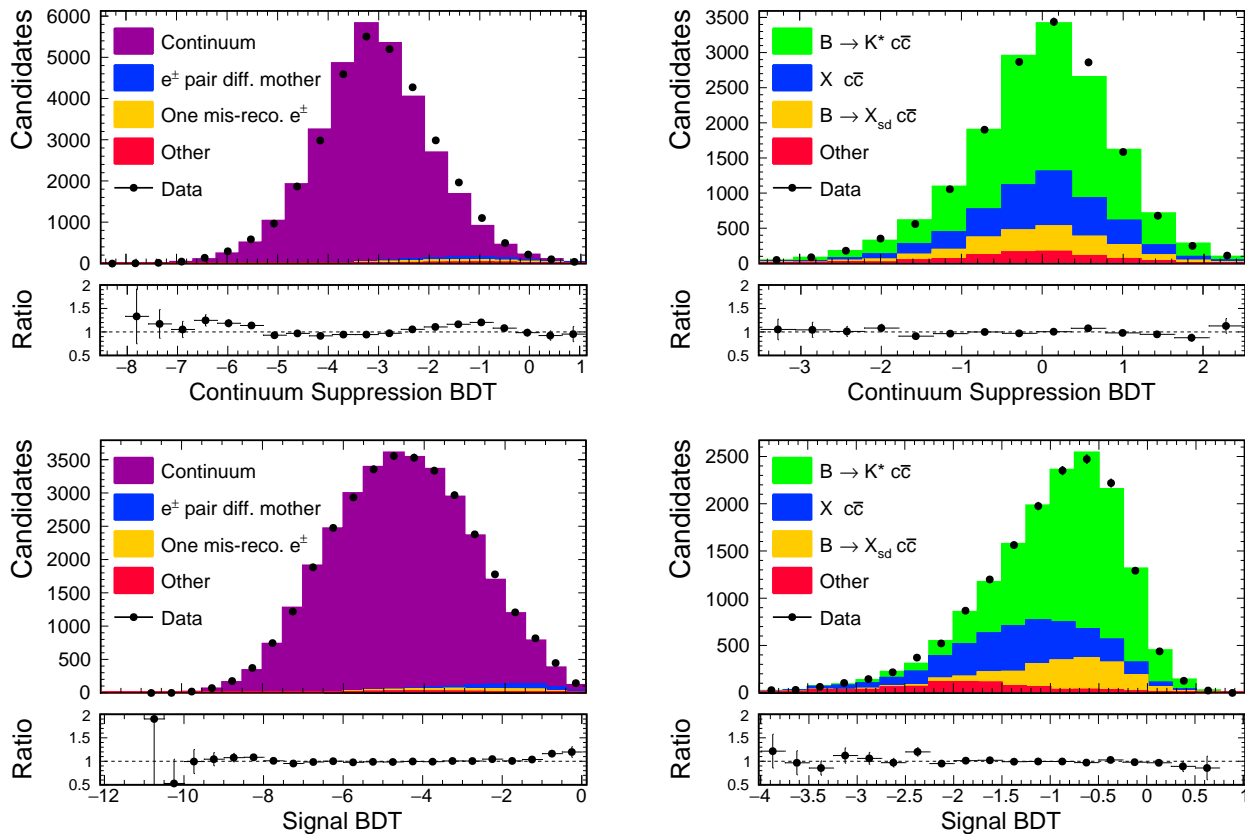 Candidates
6000
5000
4000
3000
2000
1000
0
Continuum
e± pair diff. mother
One mis-reco. e±
Other
Data
Ratio
2
1.5
1
0.5
−8 −7 −6 −5 −4 −3 −2 −1 0 1
Continuum Suppression BDT
Candidates
3500
3000
2500
2000
1500
1000
500
0
B → K* cc̅
X cc̅
B → X_sd cc̅
Other
Data
Ratio
2
1.5
1
0.5
−3 −2 −1 0 1 2
Continuum Suppression BDT
Candidates
3500
3000
2500
2000
1500
1000
500
0
Continuum
e± pair diff. mother
One mis-reco. e±
Other
Data
Ratio
2
1.5
1
0.5
−12 −10 −8 −6 −4 −2 0
Signal BDT
Candidates
2500
2000
1500
1000
500
0
B → K* cc̅
X cc̅
B → X_sd cc̅
Other
Data
Ratio
2
1.5
1
0.5
−4 −3.5 −3 −2.5 −2 −1.5 −1 −0.5 0 0.5 1
Signal BDT